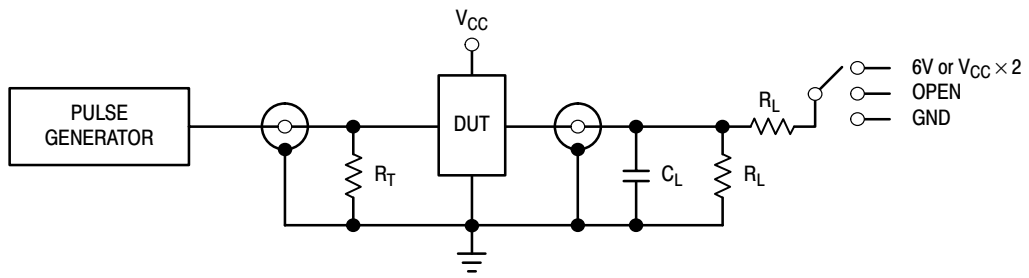 V_CC
PULSE
GENERATOR
DUT
R_T
C_L
R_L
R_L
6V or V_CC × 2
OPEN
GND